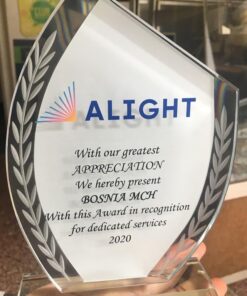 ALIGHT
With our greatest
APPRECIATION
We hereby present
BOSNIA MCH
With this Award in recognition
for dedicated services
2020